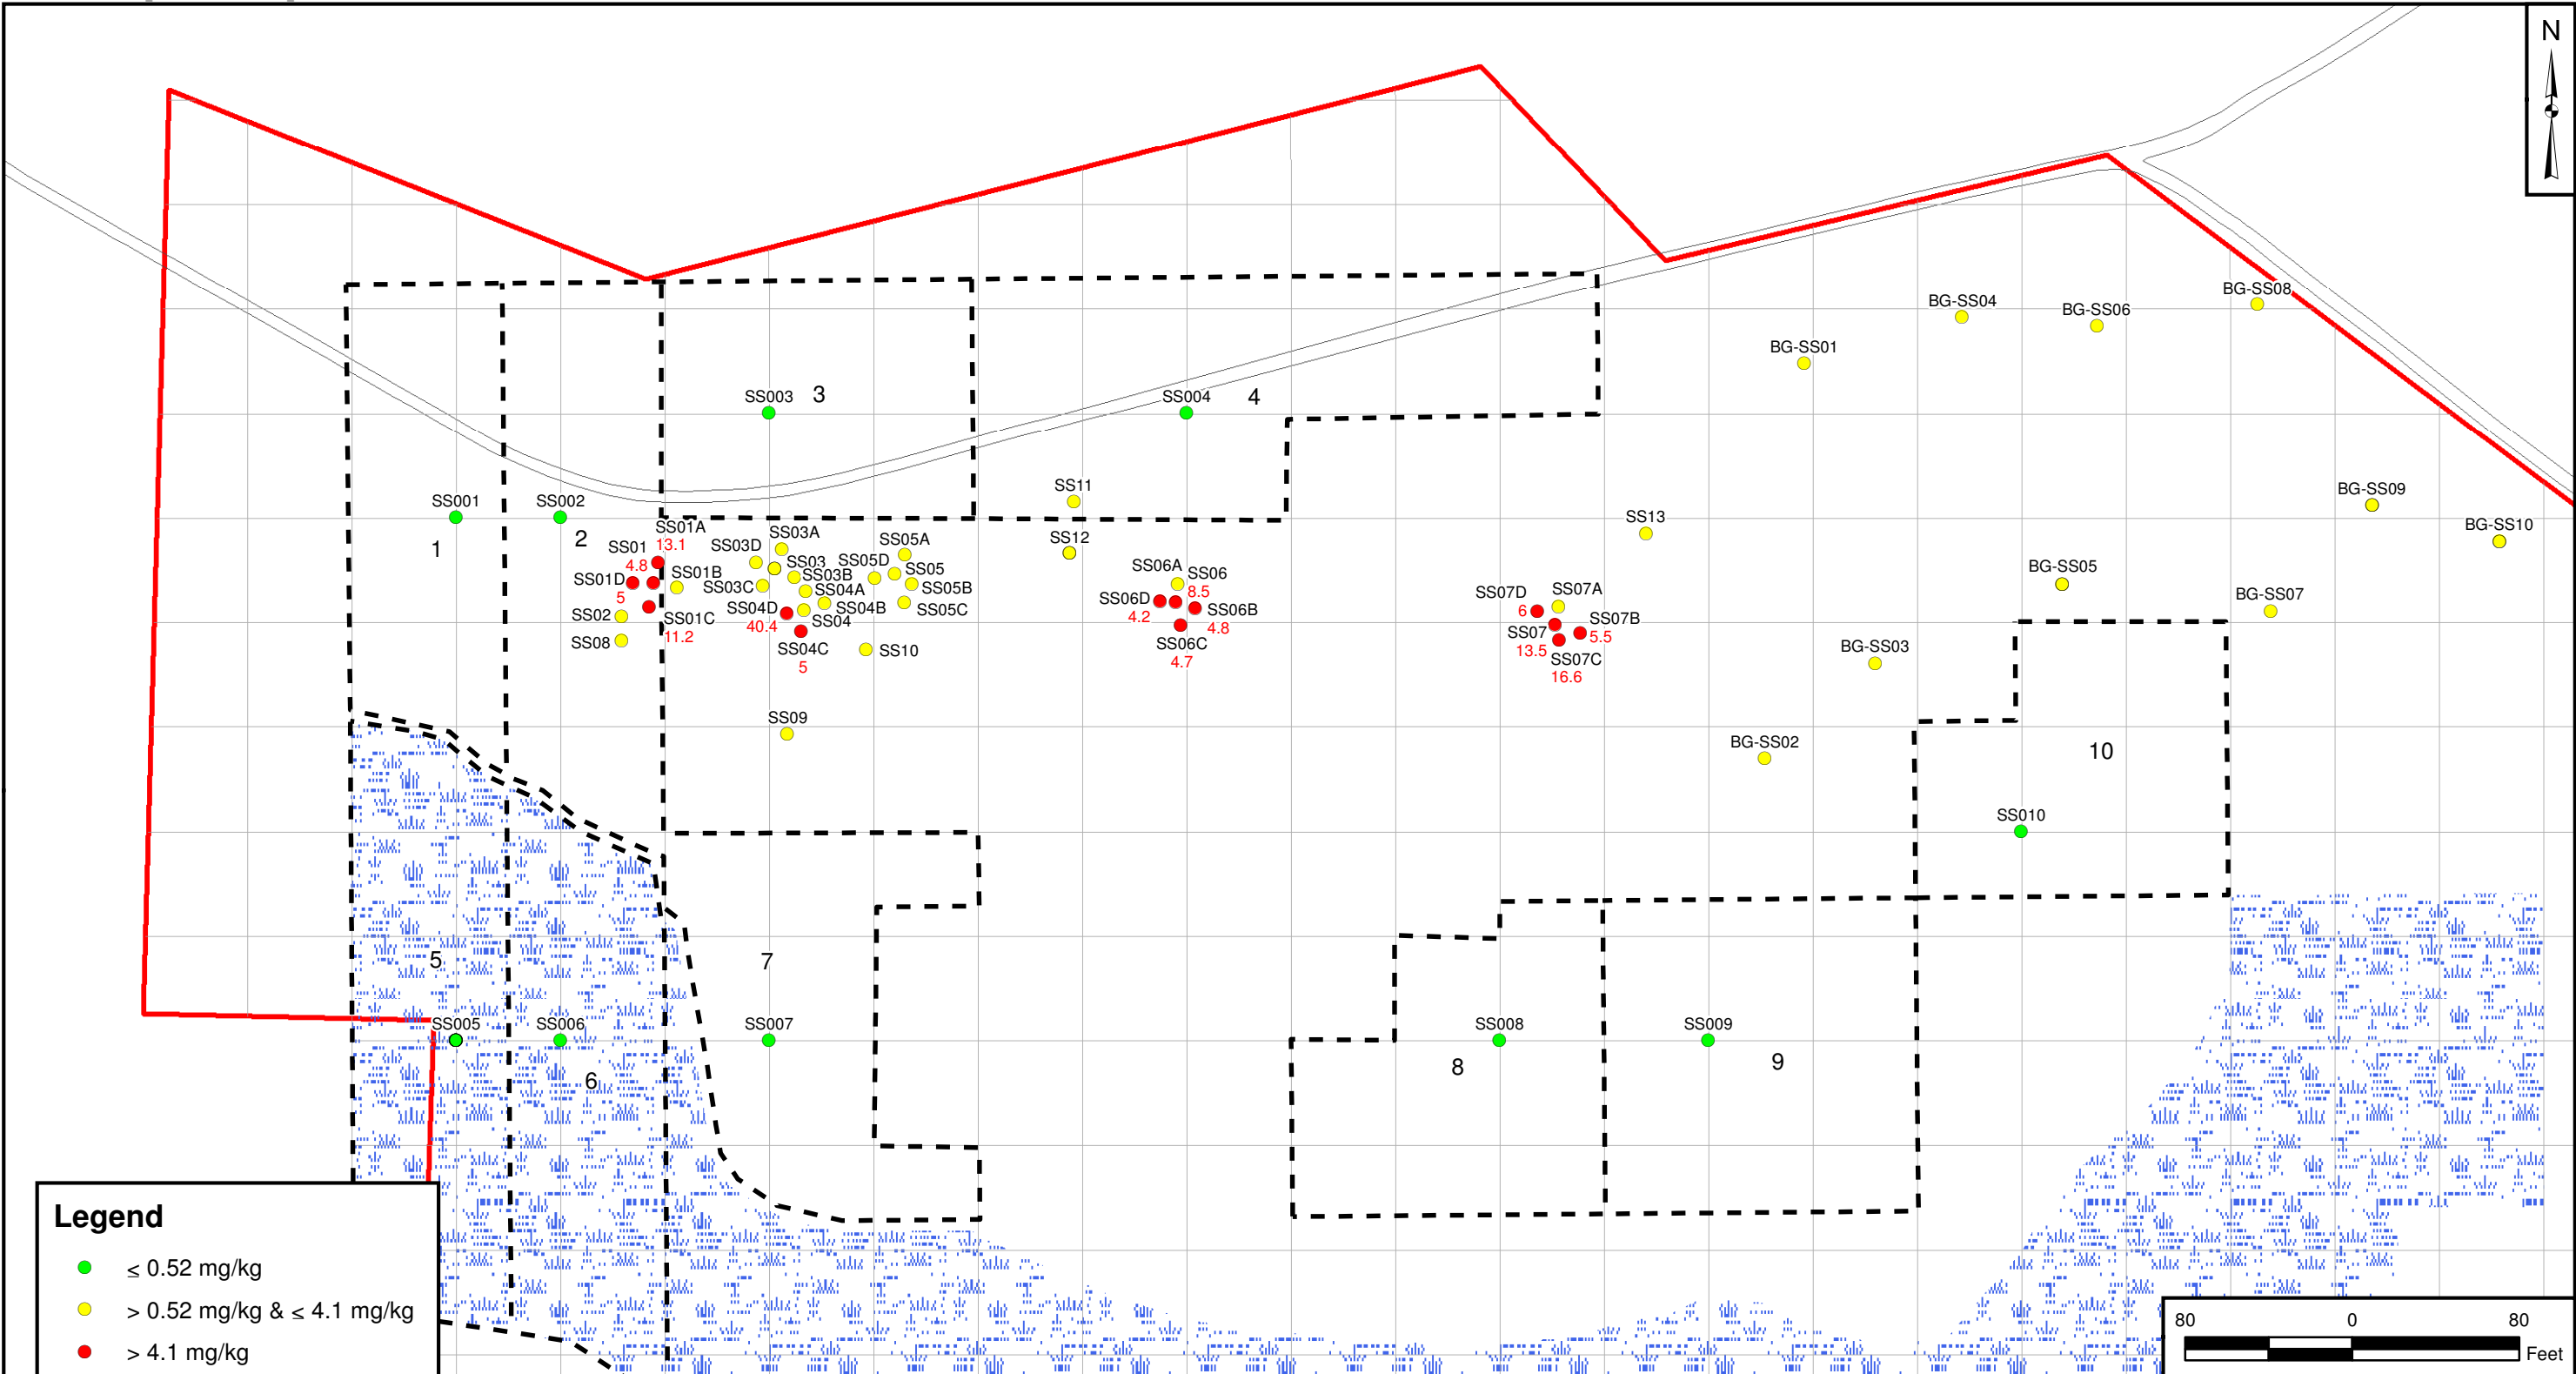 N
BG-SS08
BG-SS04
BG-SS06
BG-SS01
SS003
3
SS004
4
SS11
BG-SS09
SS001
SS002
SS13
BG-SS10
1
2
SS01A
13.1
SS03A
SS05A
SS12
SS01
4.8
SS03D
SS03
SS05D
SS05
SS01D
5
SS01B
SS03C
SS03B
SS04A
SS05B
SS06A
SS06
8.5
BG-SS05
SS07D
6
SS07A
BG-SS07
SS02
SS01C
11.2
SS04D
40.4
SS04B
SS04
SS05C
SS06D
4.2
SS06B
4.8
SS07
13.5
SS07B
5.5
SS08
SS04C
5
SS10
SS06C
4.7
SS07C
16.6
BG-SS03
SS09
BG-SS02
10
SS010
5
7
SS005
SS006
SS007
SS008
SS009
6
8
9
Legend
≤ 0.52 mg/kg
> 0.52 mg/kg & ≤ 4.1 mg/kg
> 4.1 mg/kg
80 0 80
Feet